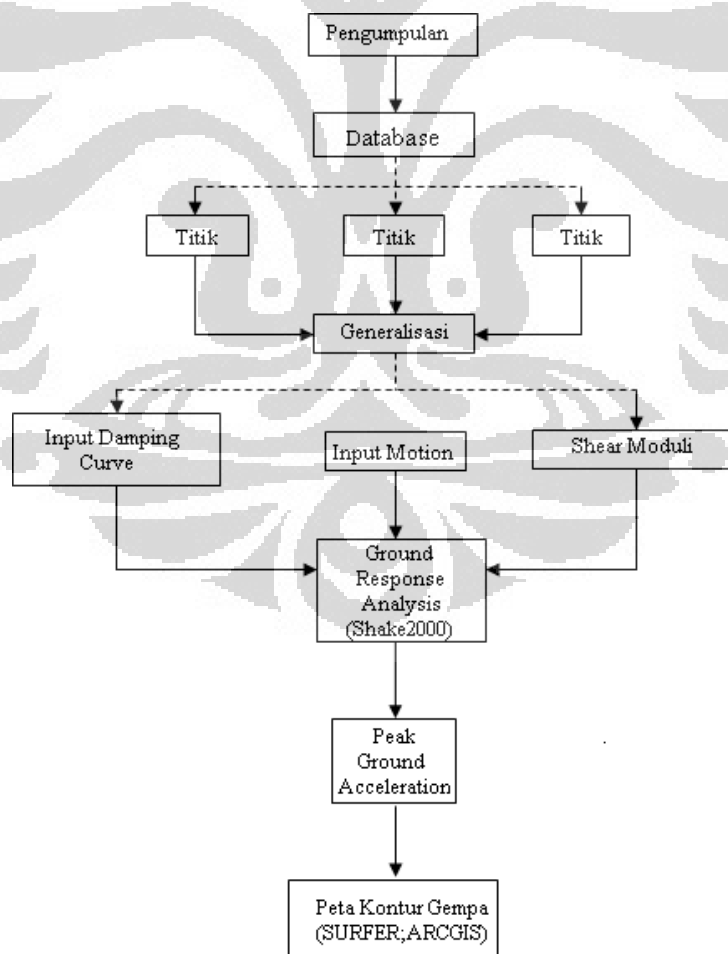 Pengumpulan
Database
Titik
Titik
Titik
Generalisasi
Input Damping
Curve
Input Motion
Shear Moduli
Ground
Response
Analysis
(Shake2000)
Peak
Ground
Acceleration
Peta Kontur Gempa
(SURFER;ARCGIS)